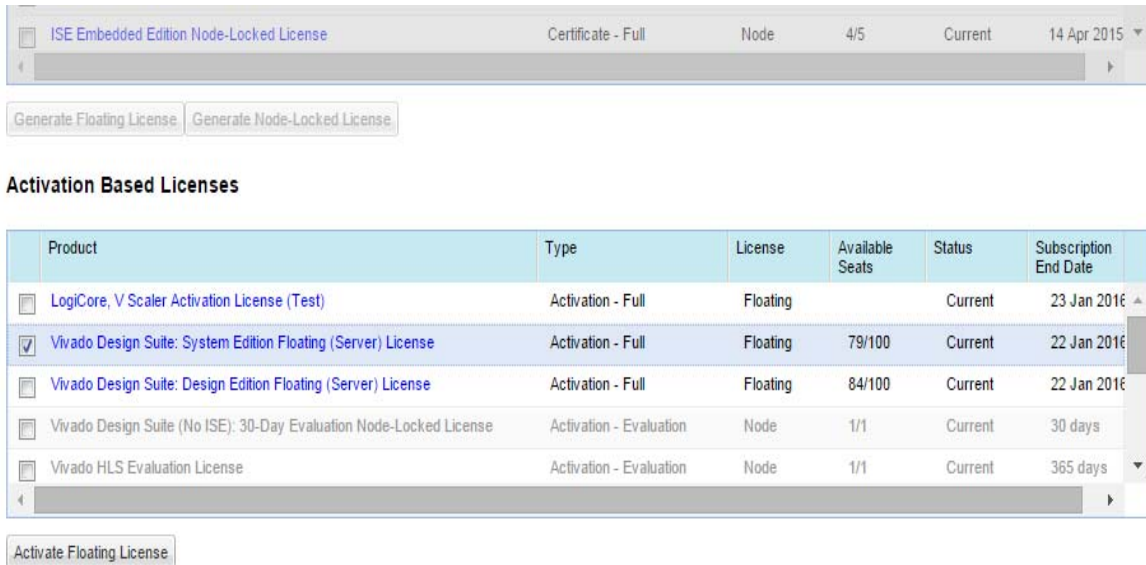 ISE Embedded Edition Node-Locked License Certificate - Full Node 4/5 Current 14 Apr 2015
Generate Floating License Generate Node-Locked License
Activation Based Licenses
Product Type License Available Seats Status Subscription End Date
LogiCore, V Scaler Activation License (Test) Activation - Full Floating Current 23 Jan 2016
Vivado Design Suite: System Edition Floating (Server) License Activation - Full Floating 79/100 Current 22 Jan 2016
Vivado Design Suite: Design Edition Floating (Server) License Activation - Full Floating 84/100 Current 22 Jan 2016
Vivado Design Suite (No ISE): 30-Day Evaluation Node-Locked License Activation - Evaluation Node 1/1 Current 30 days
Vivado HLS Evaluation License Activation - Evaluation Node 1/1 Current 365 days
Activate Floating License